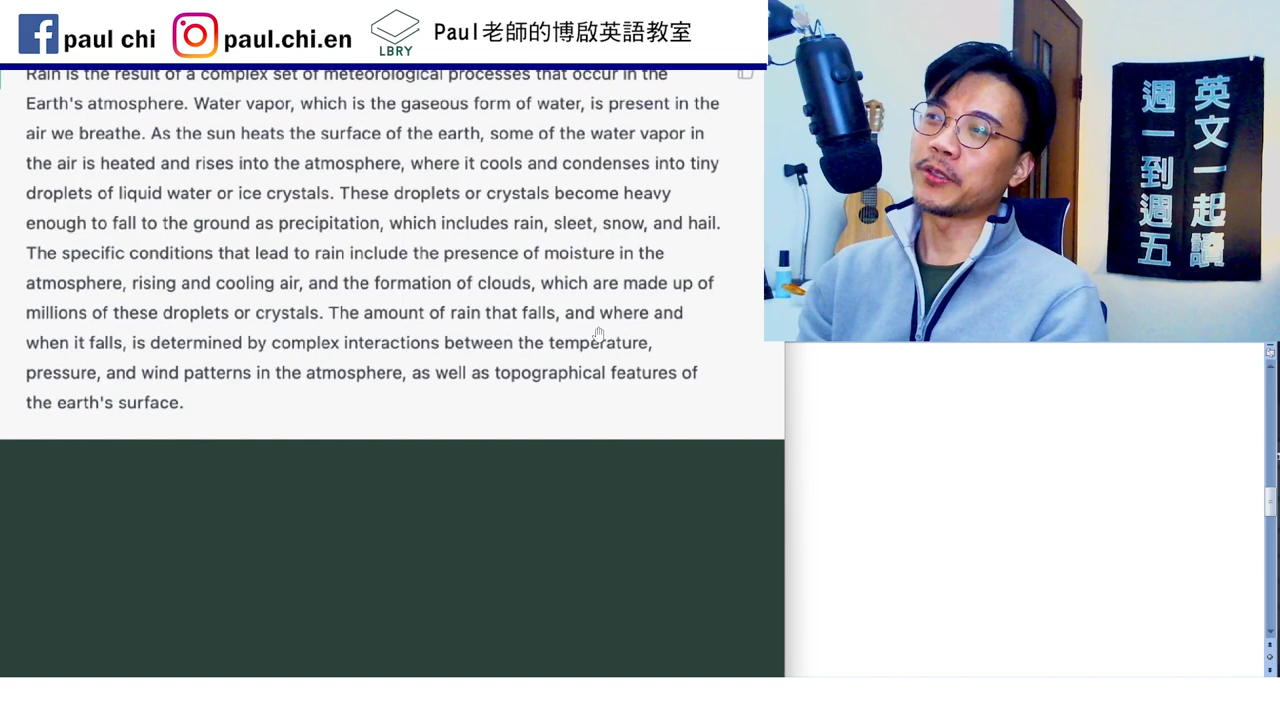 paul chi
paul.chi.en
LBRY
Paul老師的博啟英語教室
Rain is the result of a complex set of meteorological processes that occur in the
Earth's atmosphere. Water vapor, which is the gaseous form of water, is present in the
air we breathe. As the sun heats the surface of the earth, some of the water vapor in
the air is heated and rises into the atmosphere, where it cools and condenses into tiny
droplets of liquid water or ice crystals. These droplets or crystals become heavy
enough to fall to the ground as precipitation, which includes rain, sleet, snow, and hail.
The specific conditions that lead to rain include the presence of moisture in the
atmosphere, rising and cooling air, and the formation of clouds, which are made up of
millions of these droplets or crystals. The amount of rain that falls, and where and
when it falls, is determined by complex interactions between the temperature,
pressure, and wind patterns in the atmosphere, as well as topographical features of
the earth's surface.
英文一起讀
週一到週五